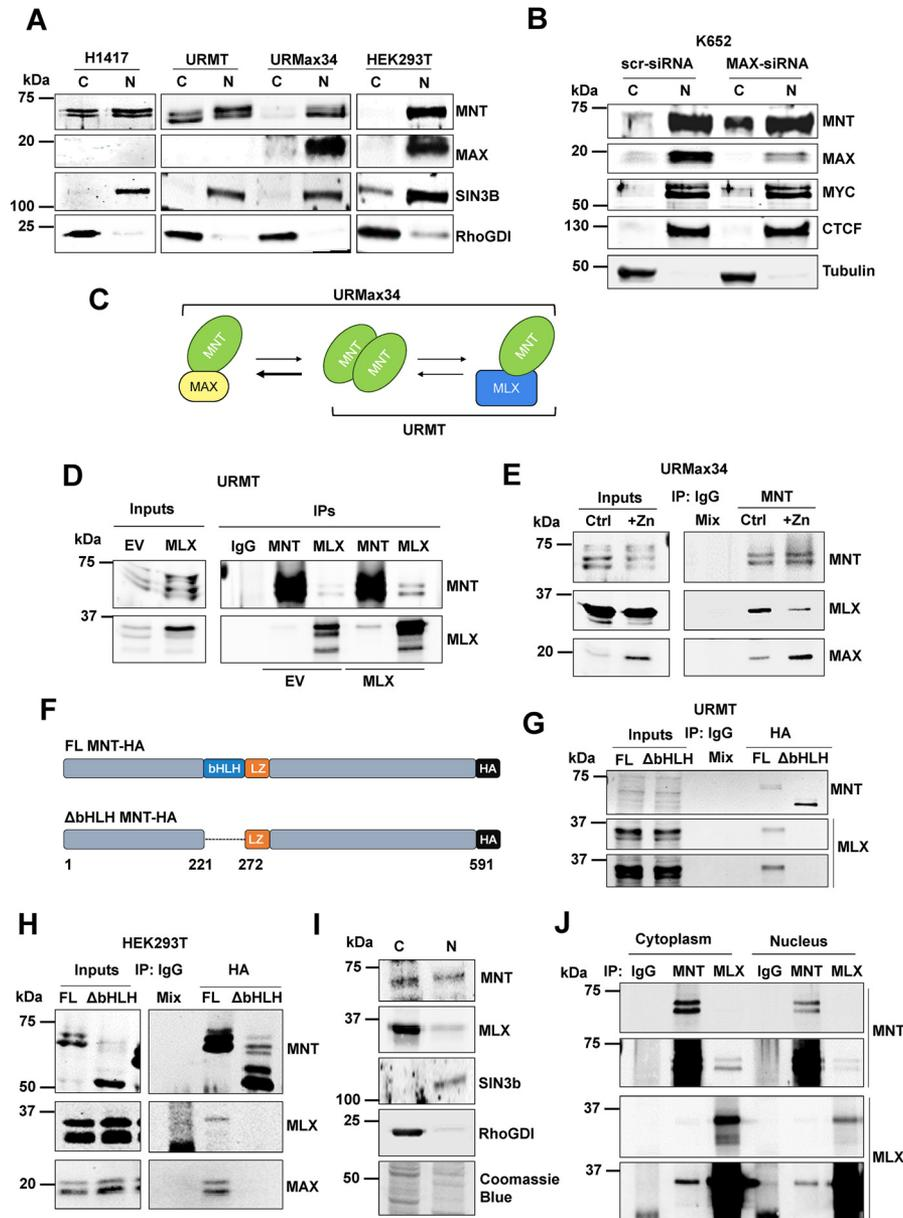 A
H1417 URMT URMax34 HEK293T
kDa C N C N C N C N
75 MNT
20 MAX
SIN3B
100
25 RhoGDI
B
K652
scr-siRNA MAX-siRNA
kDa C N C N
75 MNT
20 MAX
MYC
50
130 CTCF
50 Tubulin
C
URMax34
MNT MNT MNT MNT
MAX MLX
URMT
D
URMT
Inputs IPs
kDa EV MLX IgG MNT MLX MNT MLX
75
MNT
37
MLX
EV MLX
E
URMax34
Inputs IP: IgG MNT
kDa Ctrl +Zn Mix Ctrl +Zn
75
MNT
37
MLX
20 MAX
F
FL MNT-HA
bHLH LZ HA
ΔbHLH MNT-HA
LZ HA
1 221 272 591
G
URMT
Inputs IP: IgG HA
kDa FL ΔbHLH Mix FL ΔbHLH
75
MNT
37
MLX
37
H
HEK293T
Inputs IP: IgG HA
kDa FL ΔbHLH Mix FL ΔbHLH
75
MNT
50
37
MLX
20 MAX
I
kDa C N
75
MNT
37
MLX
SIN3b
100
25
RhoGDI
50 Coomassie
Blue
J
Cytoplasm Nucleus
kDa IP: IgG MNT MLX IgG MNT MLX
75
MNT
75
37
MLX
37